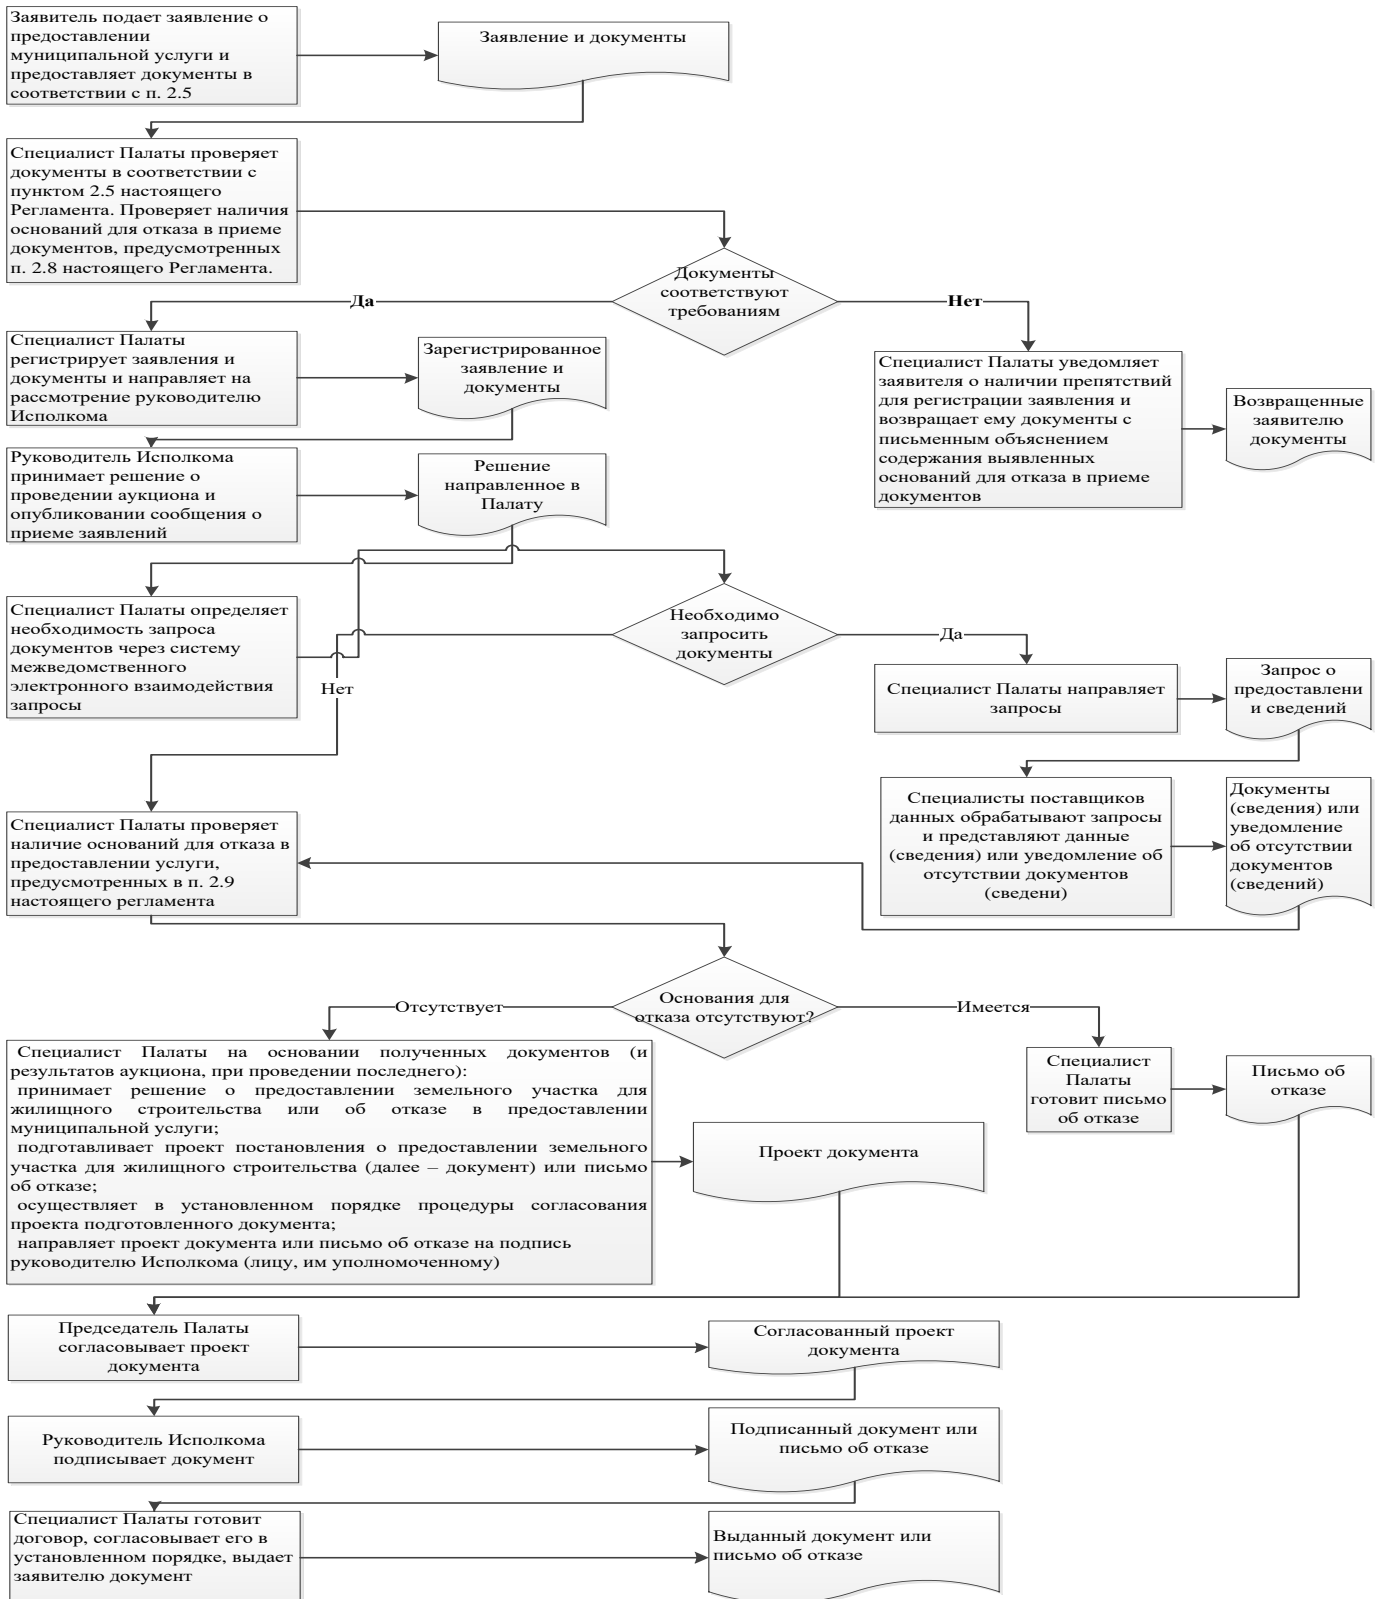 Заявитель подает заявление о
предоставлении
муниципальной услуги и
предоставляет документы в
соответствии с п. 2.5
Заявление и документы
Специалист Палаты проверяет
документы в соответствии с
пунктом 2.5 настоящего
Регламента. Проверяет наличия
оснований для отказа в приеме
документов, предусмотренных
п. 2.8 настоящего Регламента.
Документы
соответствуют
требованиям
Да
Нет
Специалист Палаты
регистрирует заявления и
документы и направляет на
рассмотрение руководителю
Исполкома
Зарегистрированное
заявление и
документы
Специалист Палаты уведомляет
заявителя о наличии препятствий
для регистрации заявления и
возвращает ему документы с
письменным объяснением
содержания выявленных
оснований для отказа в приеме
документов
Возвращенные
заявителю
документы
Руководитель Исполкома
принимает решение о
проведении аукциона и
опубликовании сообщения о
приеме заявлений
Решение
направленное в
Палату
Специалист Палаты определяет
необходимость запроса
документов через систему
межведомственного
электронного взаимодействия
запросы
Необходимо
запросить
документы
Да
Нет
Специалист Палаты направляет
запросы
Запрос о
предоставлени
и сведений
Специалисты поставщиков
данных обрабатывают запросы
и представляют данные
(сведения) или уведомление об
отсутствии документов
(сведени)
Документы
(сведения) или
уведомление
об отсутствии
документов
(сведений)
Специалист Палаты проверяет
наличие оснований для отказа в
предоставлении услуги,
предусмотренных в п. 2.9
настоящего регламента
Основания для
отказа отсутствуют?
Отсутствует
Имеется
Специалист Палаты на основании полученных документов (и
результатов аукциона, при проведении последнего):
принимает решение о предоставлении земельного участка для
жилищного строительства или об отказе в предоставлении
муниципальной услуги;
подготавливает проект постановления о предоставлении земельного
участка для жилищного строительства (далее – документ) или письмо
об отказе;
осуществляет в установленном порядке процедуры согласования
проекта подготовленного документа;
направляет проект документа или письмо об отказе на подпись
руководителю Исполкома (лицу, им уполномоченному)
Проект документа
Специалист
Палаты
готовит письмо
об отказе
Письмо об
отказе
Председатель Палаты
согласовывает проект
документа
Согласованный проект
документа
Руководитель Исполкома
подписывает документ
Подписанный документ или
письмо об отказе
Специалист Палаты готовит
договор, согласовывает его в
установленном порядке, выдает
заявителю документ
Выданный документ или
письмо об отказе